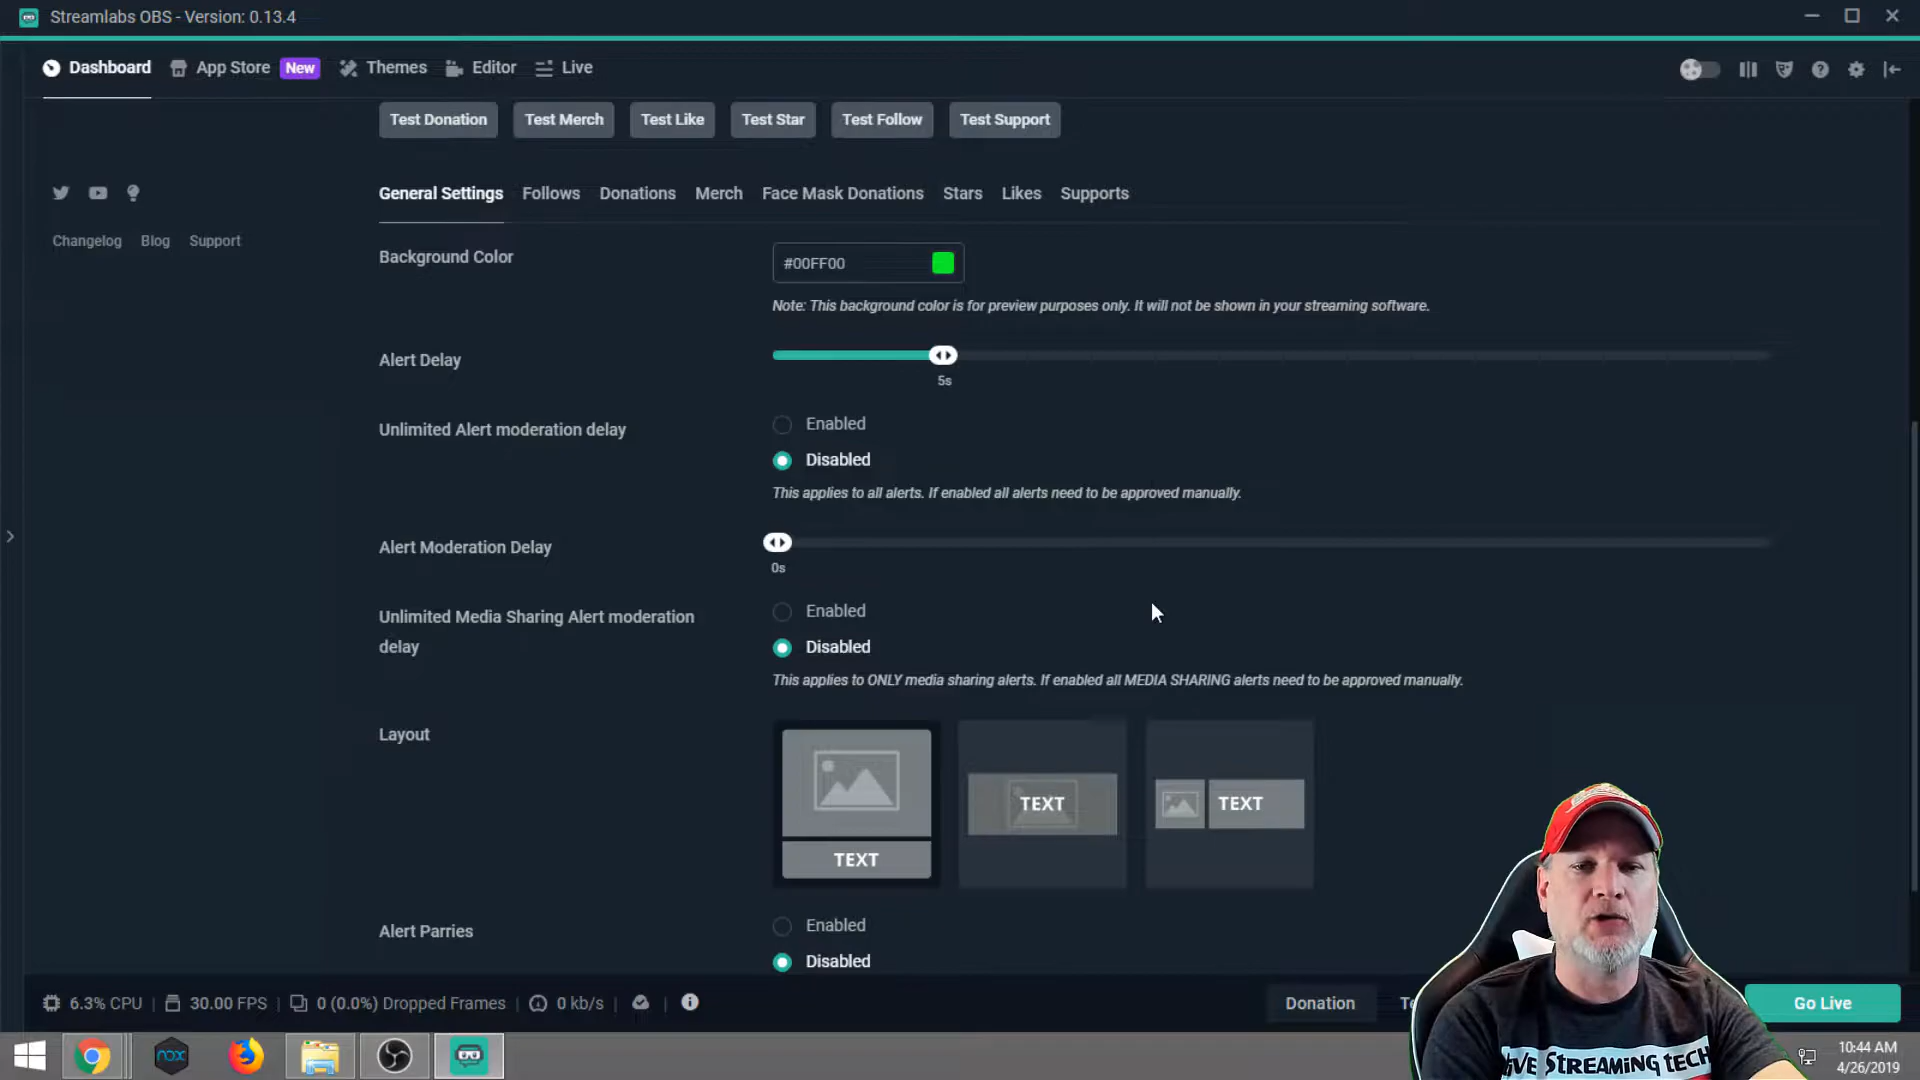 Streamlabs OBS - Version: 0.13.4
Dashboard App Store New Themes Editor Live
Test Donation Test Merch Test Like Test Star Test Follow Test Support
General Settings Follows Donations Merch Face Mask Donations Stars Likes Supports
Changelog Blog Support
Background Color #00FF00
Note: This background color is for preview purposes only. It will not be shown in your streaming software.
Alert Delay
5s
Unlimited Alert moderation delay Enabled
Disabled
This applies to all alerts. If enabled all alerts need to be approved manually.
Alert Moderation Delay
0s
Unlimited Media Sharing Alert moderation delay
Enabled
Disabled
This applies to ONLY media sharing alerts. If enabled all MEDIA SHARING alerts need to be approved manually.
Layout
TEXT TEXT TEXT
Alert Parries Enabled
Disabled
6.3% CPU 30.00 FPS 0 (0.0%) Dropped Frames 0 kb/s Donation Go Live
nox
LIVE STREAMING TECH
10:44 AM
4/26/2019